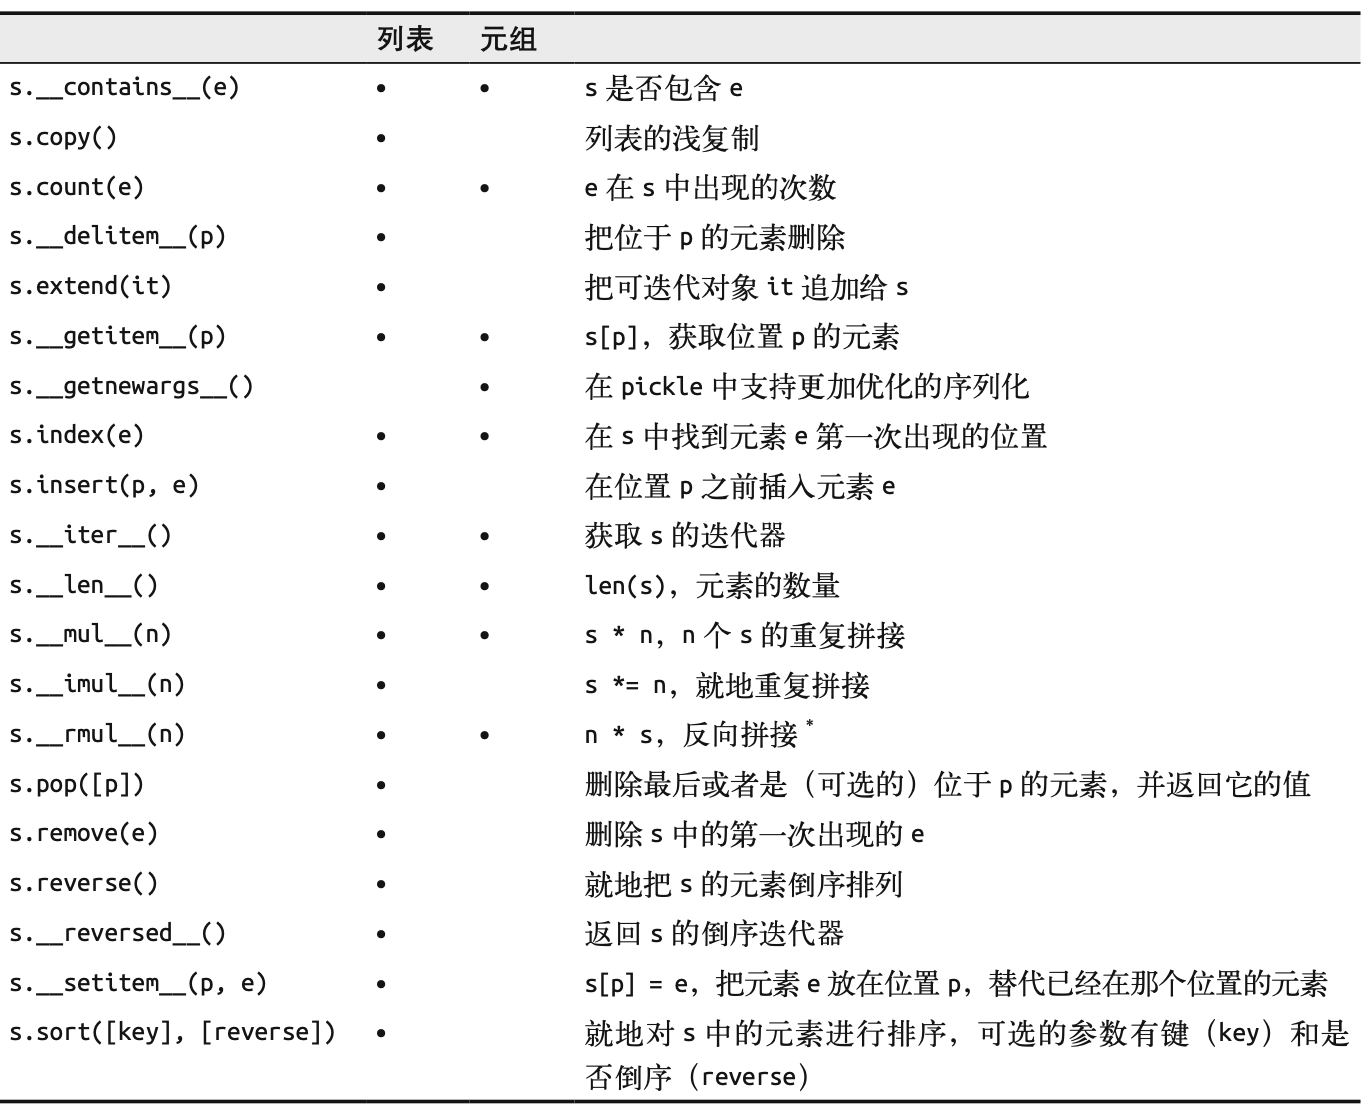 列表 元组
s.__contains__(e) • • s 是否包含 e
s.copy() • 列表的浅复制
s.count(e) • • e 在 s 中出现的次数
s.__delitem__(p) • 把位于 p 的元素删除
s.extend(it) • 把可迭代对象 it 追加给 s
s.__getitem__(p) • • s[p]，获取位置 p 的元素
s.__getnewargs__() • 在 pickle 中支持更加优化的序列化
s.index(e) • • 在 s 中找到元素 e 第一次出现的位置
s.insert(p, e) • 在位置 p 之前插入元素 e
s.__iter__() • • 获取 s 的迭代器
s.__len__() • • len(s)，元素的数量
s.__mul__(n) • • s * n，n 个 s 的重复拼接
s.__imul__(n) • s *= n，就地重复拼接
s.__rmul__(n) • • n * s，反向拼接*
s.pop([p]) • 删除最后或者是（可选的）位于 p 的元素，并返回它的值
s.remove(e) • 删除 s 中的第一次出现的 e
s.reverse() • 就地把 s 的元素倒序排列
s.__reversed__() • 返回 s 的倒序迭代器
s.__setitem__(p, e) • s[p] = e，把元素 e 放在位置 p，替代已经在那个位置的元素
s.sort([key], [reverse]) • 就地对 s 中的元素进行排序，可选的参数有键（key）和是
否倒序（reverse）